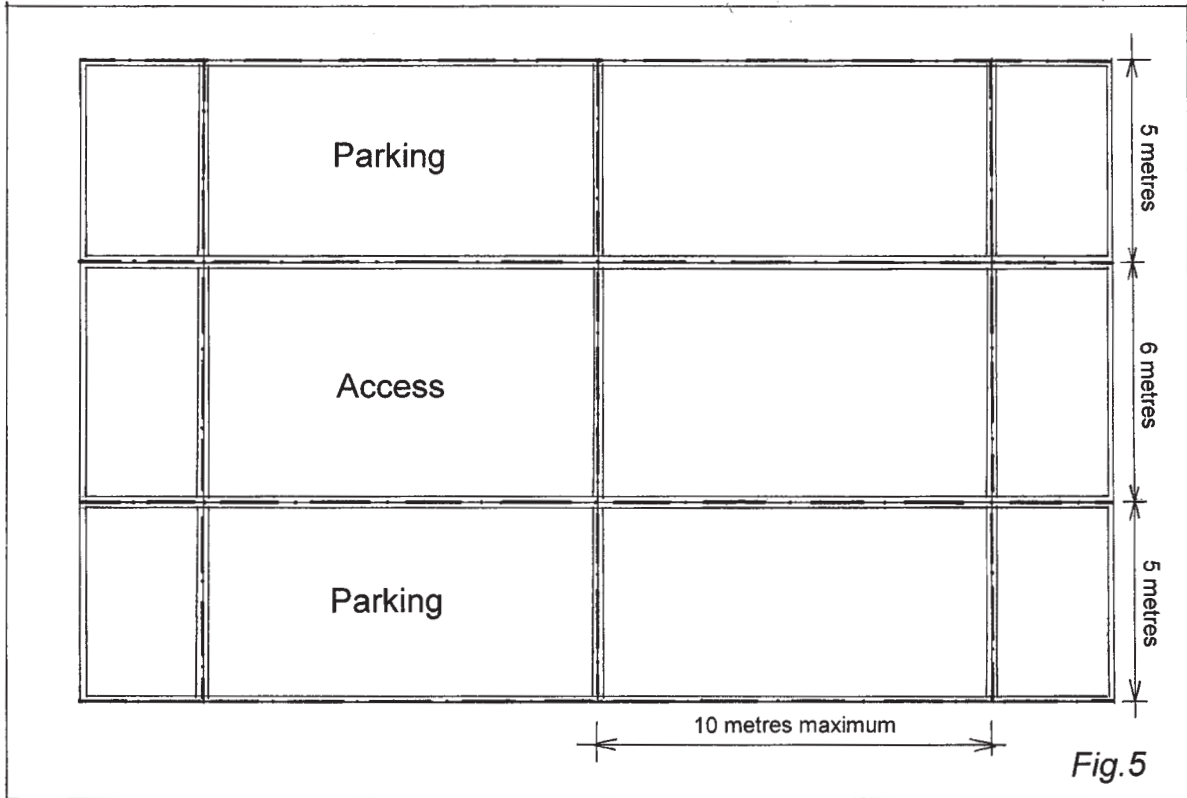 Parking
5 metres
Access
6 metres
Parking
5 metres
10 metres maximum
Fig.5